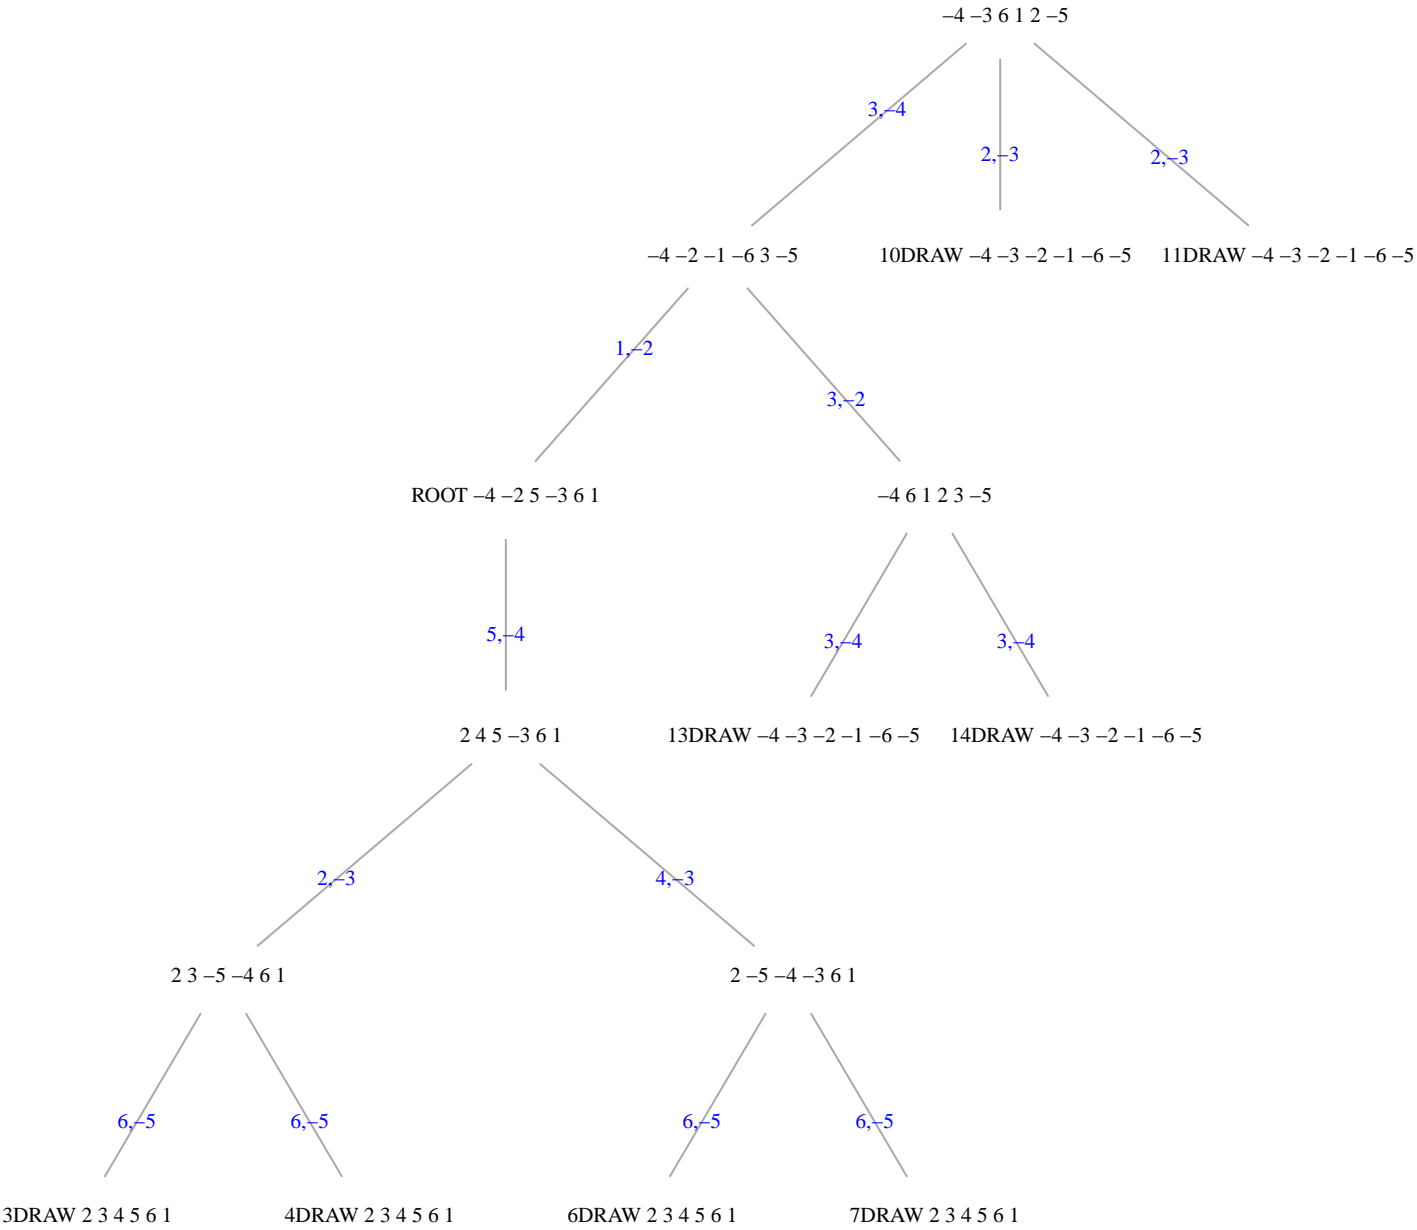 –4 –3 6 1 2 –5
3,–4
2,–3
2,–3
–4 –2 –1 –6 3 –5
10DRAW –4 –3 –2 –1 –6 –5
11DRAW –4 –3 –2 –1 –6 –5
1,–2
3,–2
ROOT –4 –2 5 –3 6 1
–4 6 1 2 3 –5
5,–4
3,–4
3,–4
2 4 5 –3 6 1
13DRAW –4 –3 –2 –1 –6 –5
14DRAW –4 –3 –2 –1 –6 –5
2,–3
4,–3
2 3 –5 –4 6 1
2 –5 –4 –3 6 1
6,–5
6,–5
6,–5
6,–5
3DRAW 2 3 4 5 6 1
4DRAW 2 3 4 5 6 1
6DRAW 2 3 4 5 6 1
7DRAW 2 3 4 5 6 1